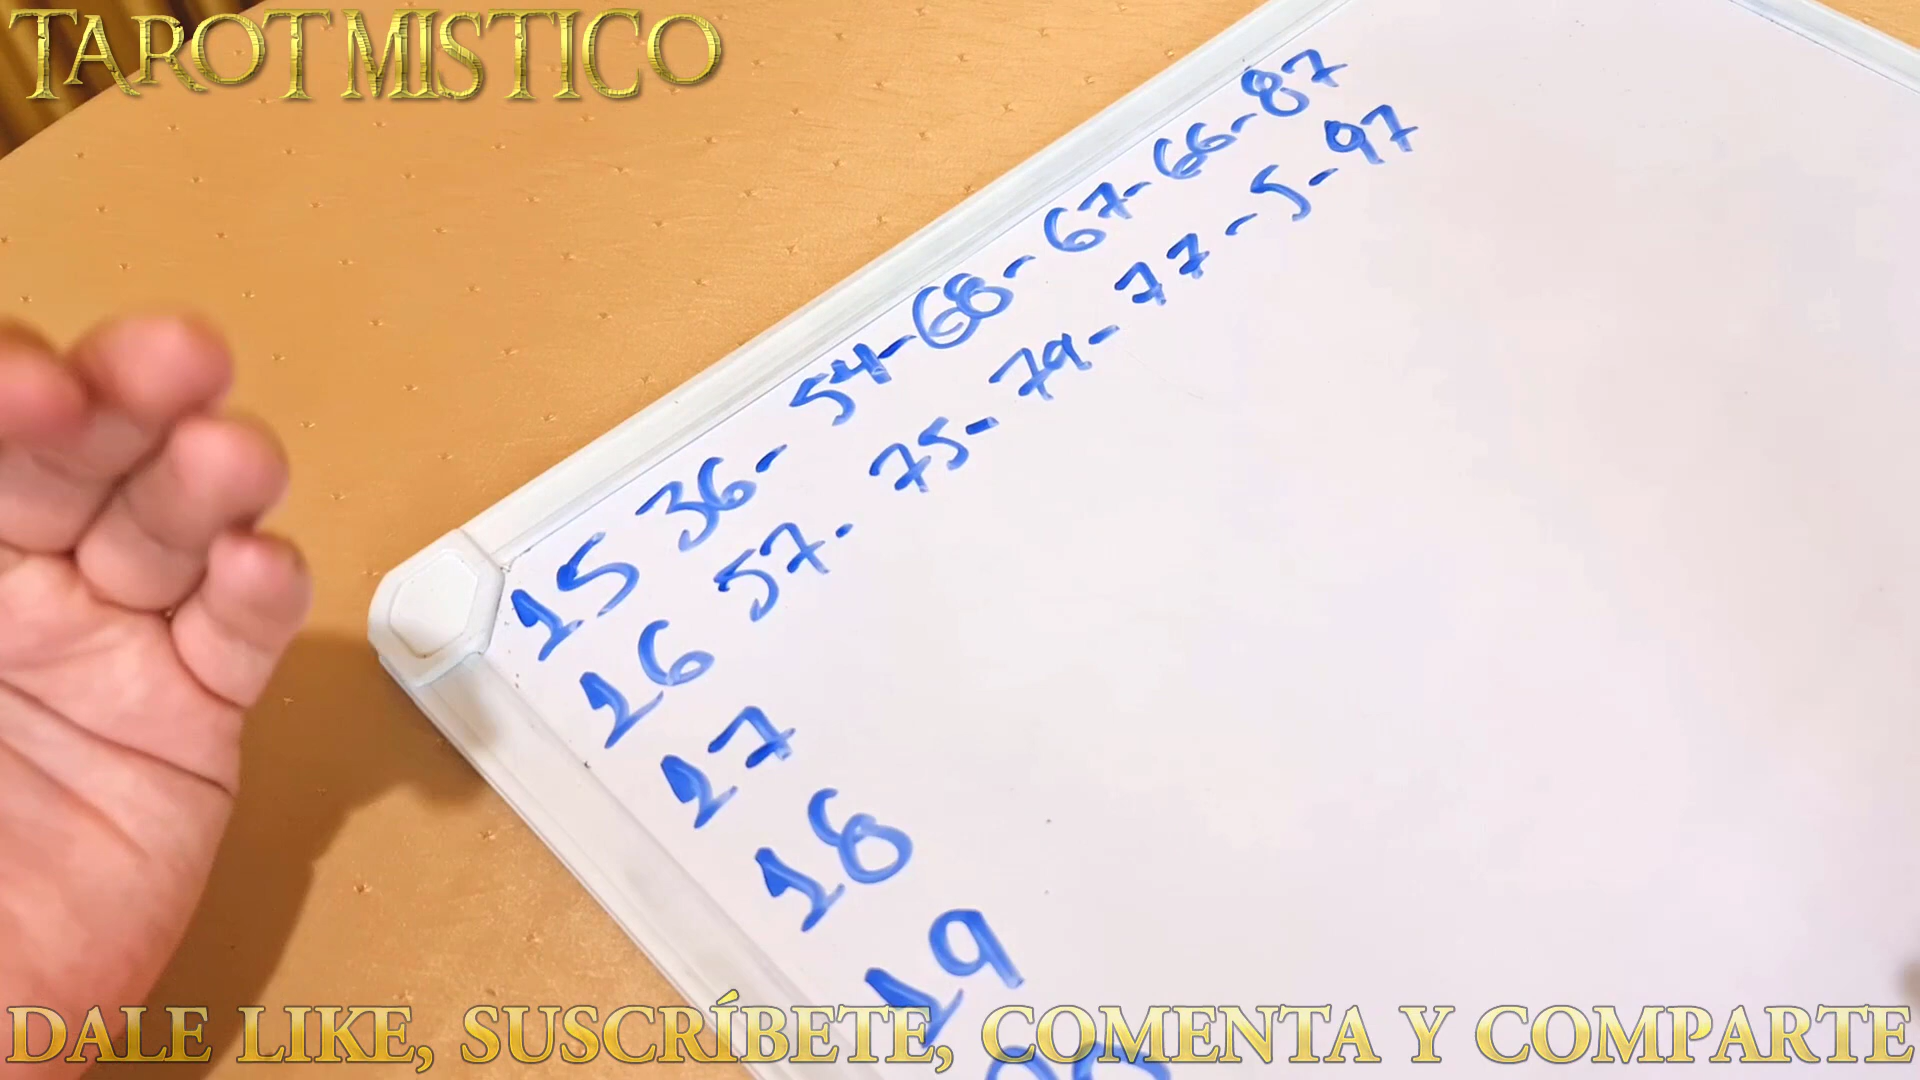 TAROT MISTICO
15 36- 54-68- 67- 66-87
16 57- 75- 79- 77-5-97
17
18
19
DALE LIKE, SUSCRÍBETE, COMENTA Y COMPARTE